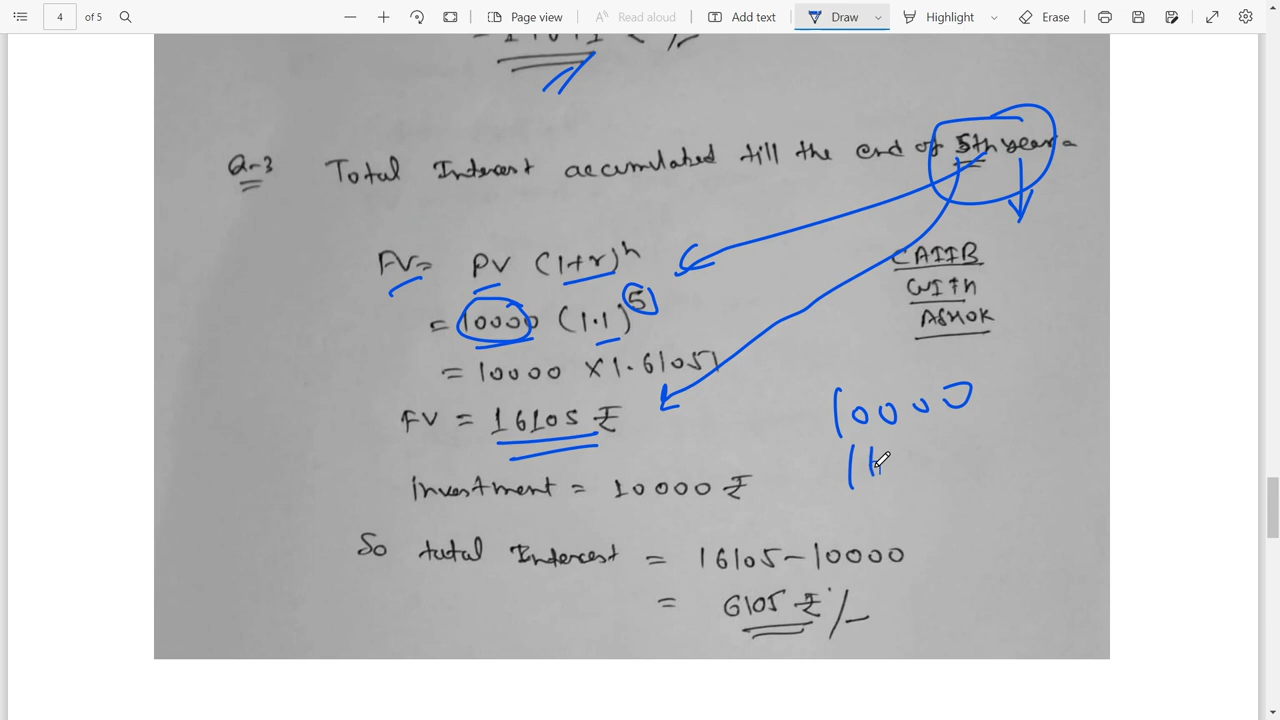 4 of 5
Page view
Read aloud
Add text
Draw
Highlight
Erase
Q-3 Total Interest accumulated till the end of 5th year-
FV= PV (1+r)^n
= 10000 (1.1)^5
= 10000 × 1.61051
FV = 16105 ₹
investment = 10000 ₹
So total Interest = 16105-10000
= 6105 ₹/-
CAIIB
WITH
ASHOK
10000